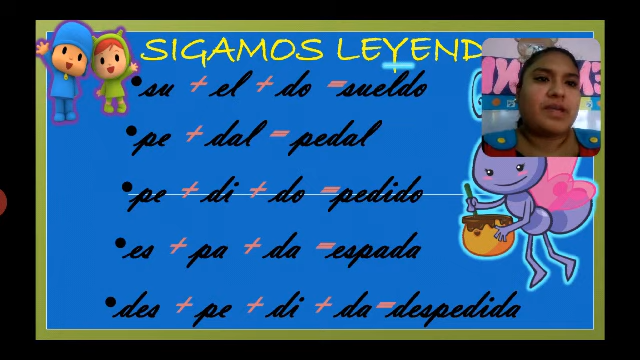 SIGAMOS LEYEND
• su + el + do = sueldo
• pe + dal = pedal
• pe + di + do = pedido
• es + pa + da = espada
• des + pe + di + da = despedida